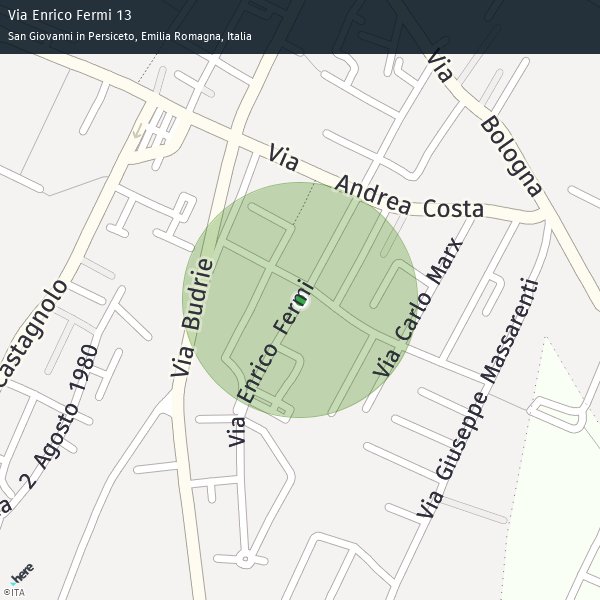 Via Enrico Fermi 13
San Giovanni in Persiceto, Emilia Romagna, Italia
Via
Bologna
Via Andrea Costa
Via Budrie
Via Enrico Fermi
Via Carlo Marx
Via Giuseppe Massarenti
Castagnolo
2 Agosto 1980
here
©ITA